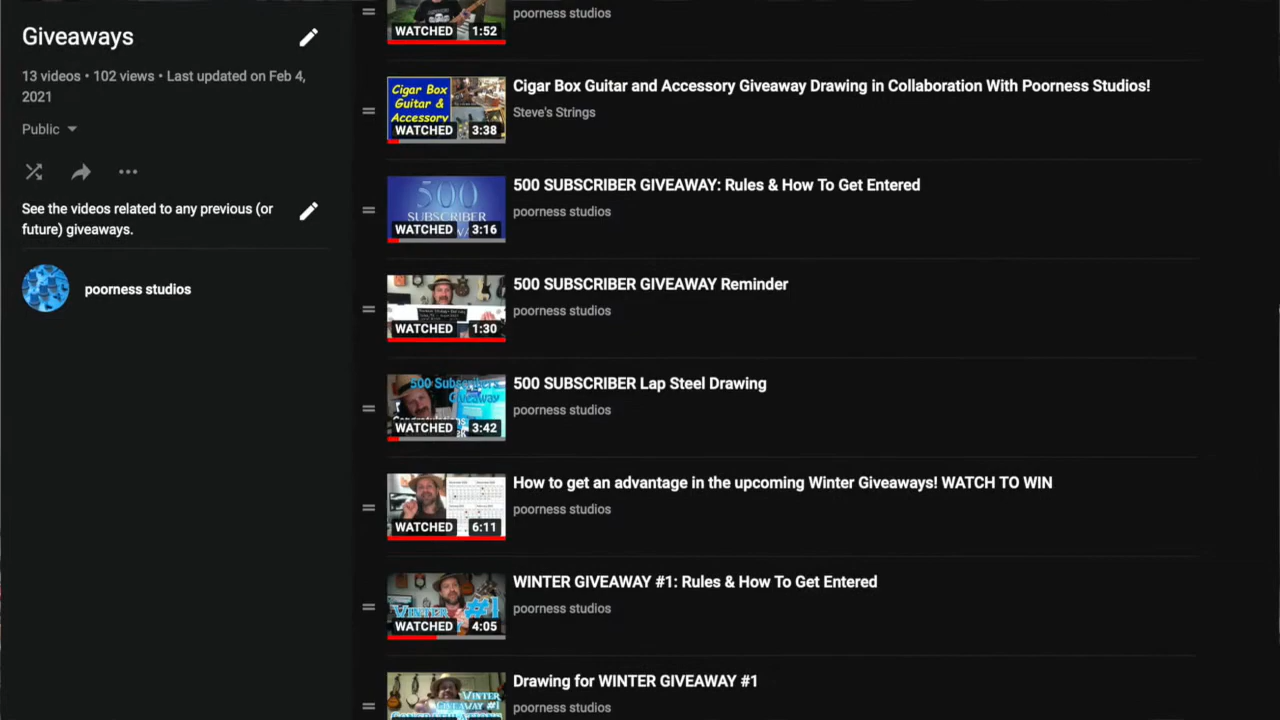 Giveaways
13 videos • 102 views • Last updated on Feb 4,
2021
Public
See the videos related to any previous (or
future) giveaways.
poorness studios
poorness studios
WATCHED 1:52
Cigar Box Guitar and Accessory Giveaway Drawing in Collaboration With Poorness Studios!
Steve's Strings
Cigar Box
Guitar &
Accessory
WATCHED 3:38
500 SUBSCRIBER GIVEAWAY: Rules & How To Get Entered
poorness studios
500
SUBSCRIBER
WATCHED 3:16
500 SUBSCRIBER GIVEAWAY Reminder
poorness studios
WATCHED 1:30
500 SUBSCRIBER Lap Steel Drawing
poorness studios
500 Subscribers
Giveaway
WATCHED 3:42
How to get an advantage in the upcoming Winter Giveaways! WATCH TO WIN
poorness studios
WATCHED 6:11
WINTER GIVEAWAY #1: Rules & How To Get Entered
poorness studios
WINTER #1
WATCHED 4:05
Drawing for WINTER GIVEAWAY #1
poorness studios
WINTER
GIVEAWAY #1